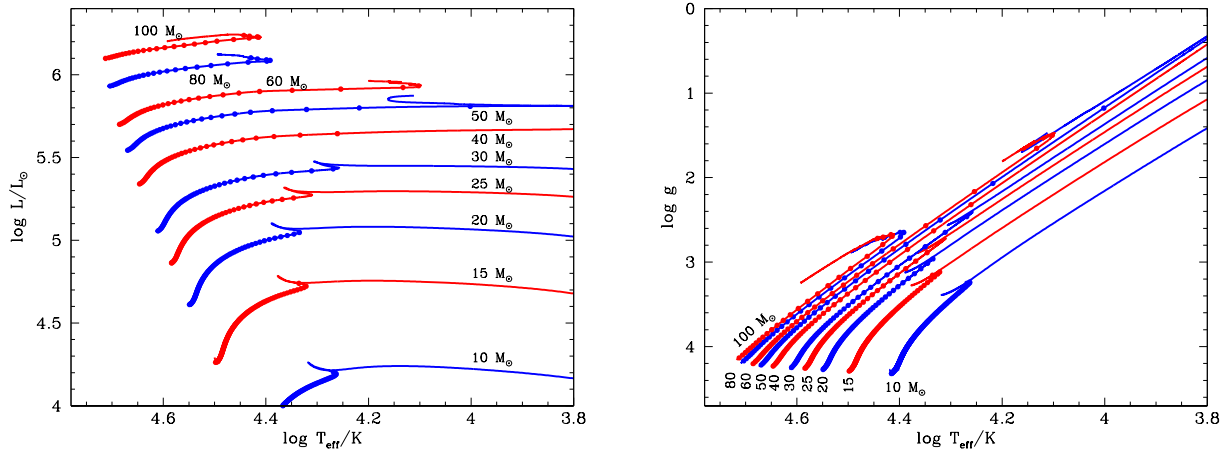 100 M⊙
80 M⊙ 60 M⊙
50 M⊙
40 M⊙
30 M⊙
25 M⊙
20 M⊙
15 M⊙
10 M⊙
6
5.5
5
4.5
4
log L/L⊙
4.6 4.4 4.2 4 3.8
log Teff/K
0
1
2
3
4
log g
100 M⊙
80 60 50 40 30 25 20 15 10 M⊙
4.6 4.4 4.2 4 3.8
log Teff/K